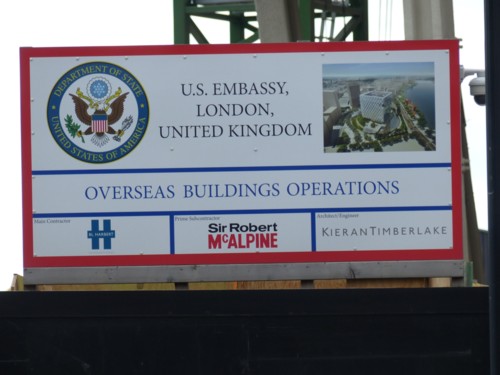 DEPARTMENT OF STATE
UNITED STATES OF AMERICA
U.S. EMBASSY,
LONDON,
UNITED KINGDOM
OVERSEAS BUILDINGS OPERATIONS
Main Contractor
H
Prime Subcontractor
Sir Robert
McALPINE
Architect/Engineer
KIERANTIMBERLAKE